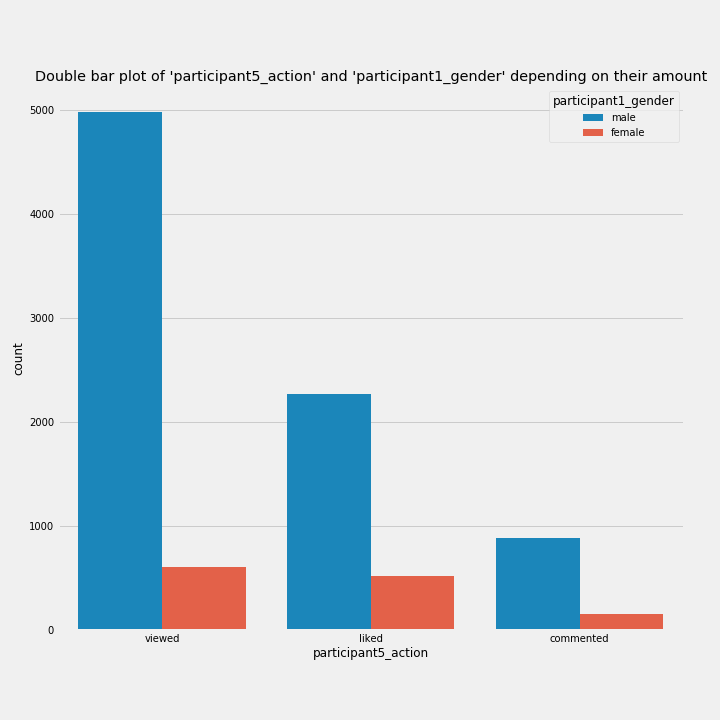 Double bar plot of 'participant5_action' and 'participant1_gender' depending on their amount
participant1_gender
male
female
5000
4000
3000
2000
1000
0
count
viewed
liked
commented
participant5_action